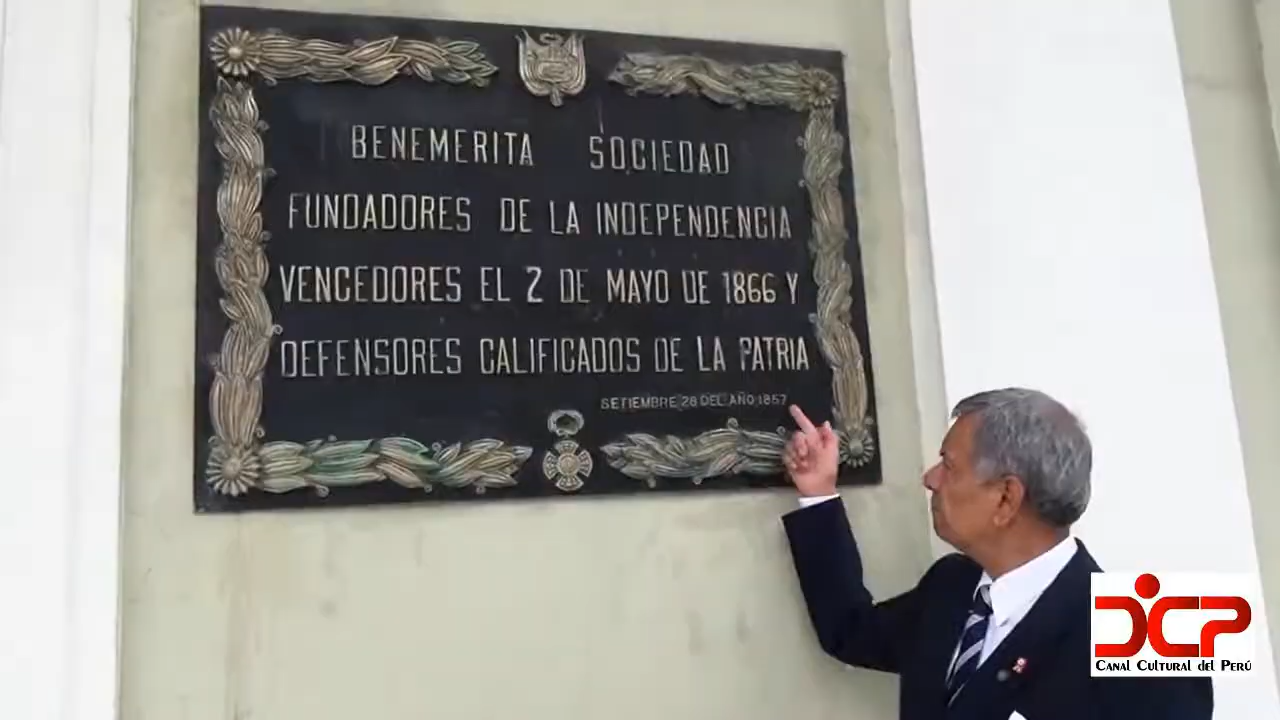 BENEMERITA SOCIEDAD
FUNDADORES DE LA INDEPENDENCIA
VENCEDORES EL 2 DE MAYO DE 1866 Y
DEFENSORES CALIFICADOS DE LA PATRIA
SETIEMBRE 28 DEL AÑO 1857
DCP
CANAL CULTURAL DEL PERÚ